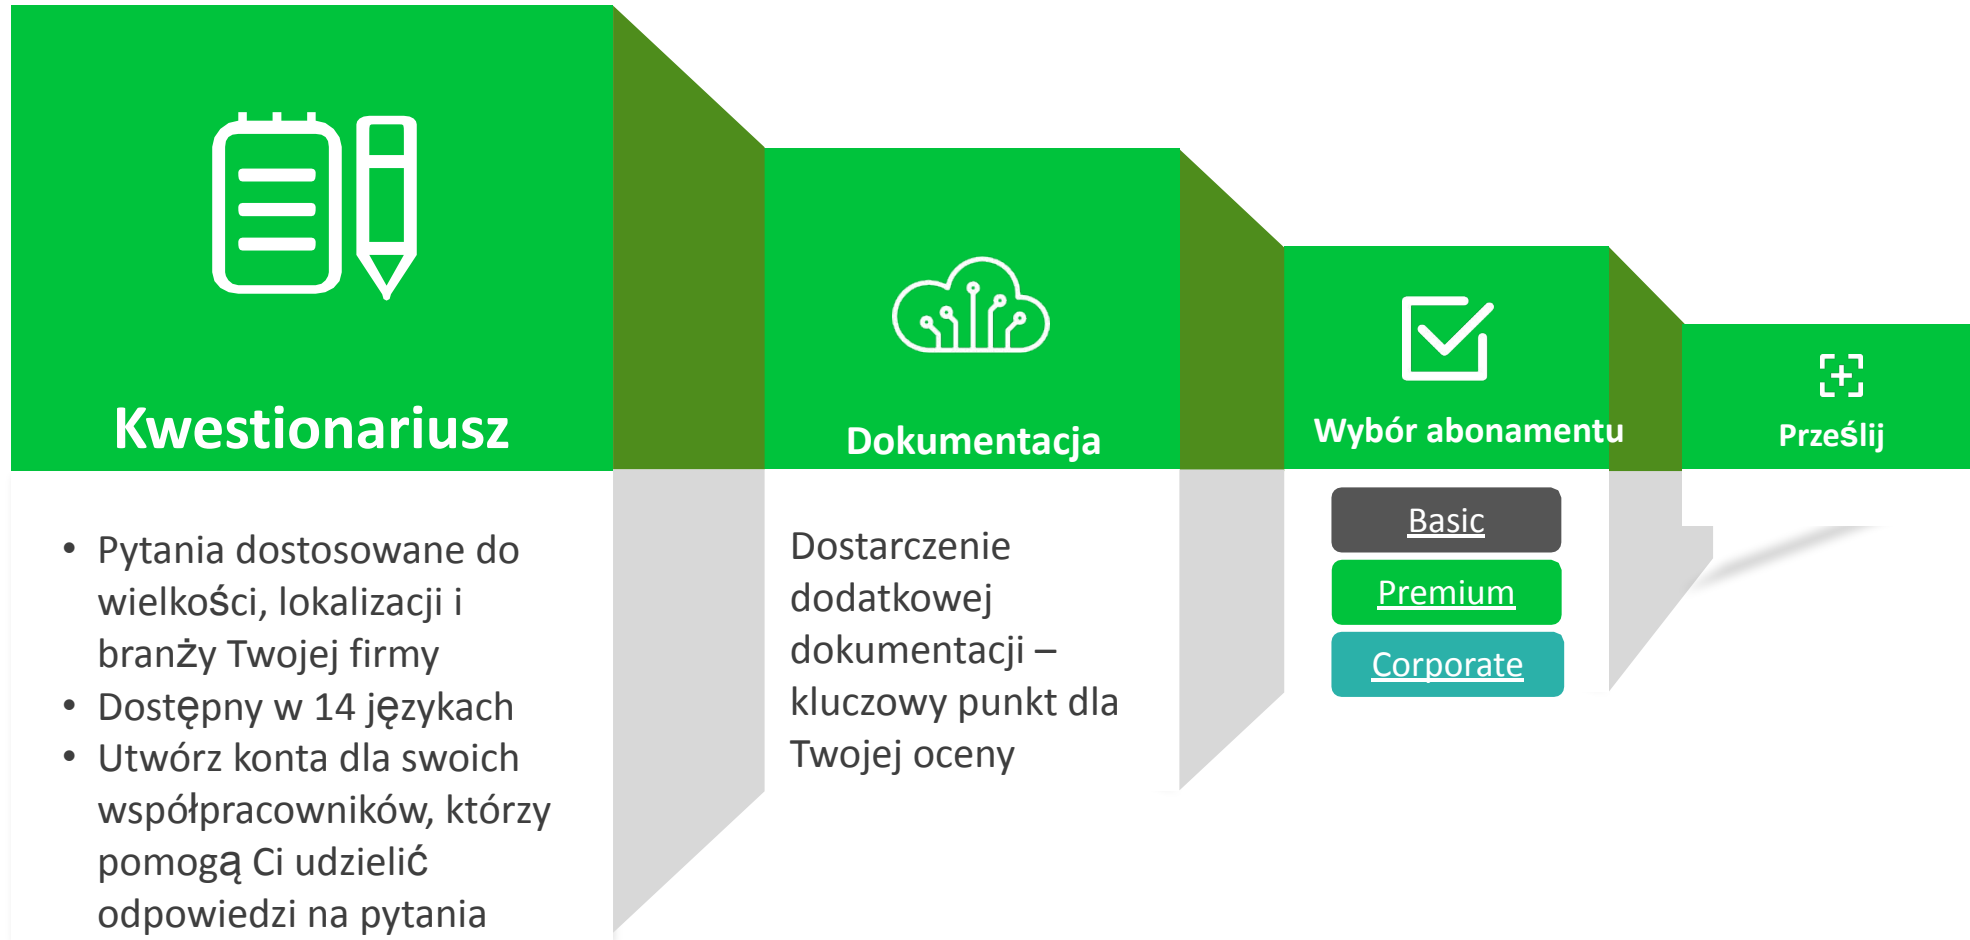 Kwestionariusz
• Pytania dostosowane do
wielkości, lokalizacji i
branży Twojej firmy
• Dostępny w 14 językach
• Utwórz konta dla swoich
współpracowników, którzy
pomogą Ci udzielić
odpowiedzi na pytania
Dokumentacja
Dostarczenie
dodatkowej
dokumentacji –
kluczowy punkt dla
Twojej oceny
Wybór abonamentu
Basic
Premium
Corporate
Prześlij